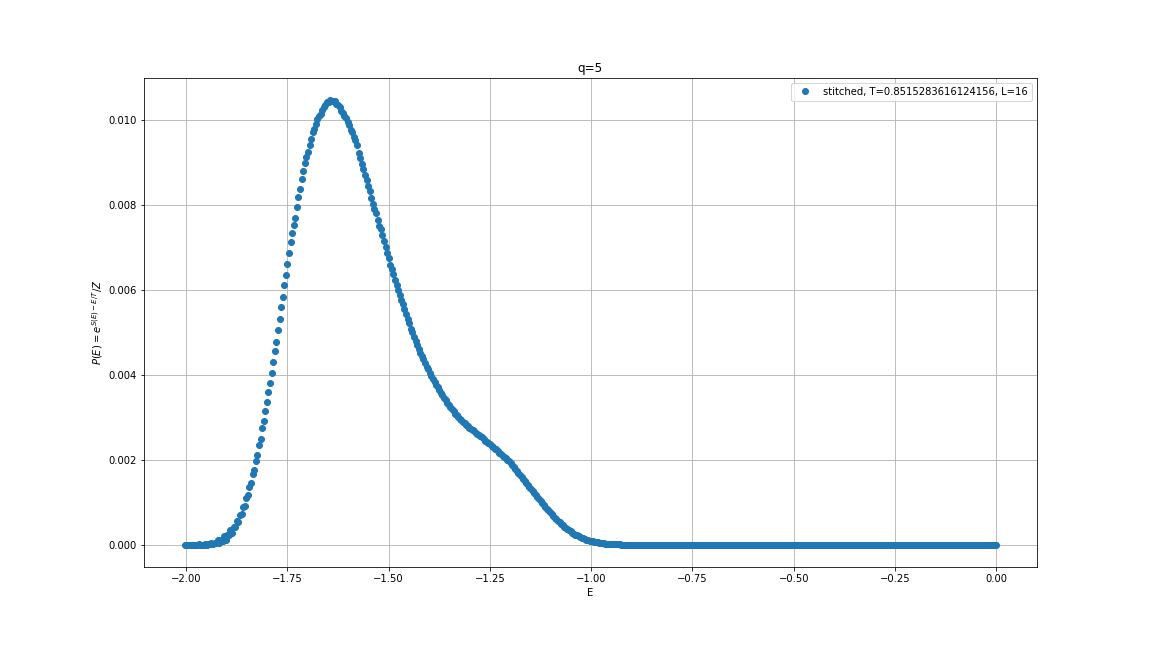 q=5
stitched, T=0.8515283616124156, L=16
0.010
0.008
0.006
0.004
0.002
0.000
P(E) = e^{S(E)−E/T}/Z
−2.00 −1.75 −1.50 −1.25 −1.00 −0.75 −0.50 −0.25 0.00
E